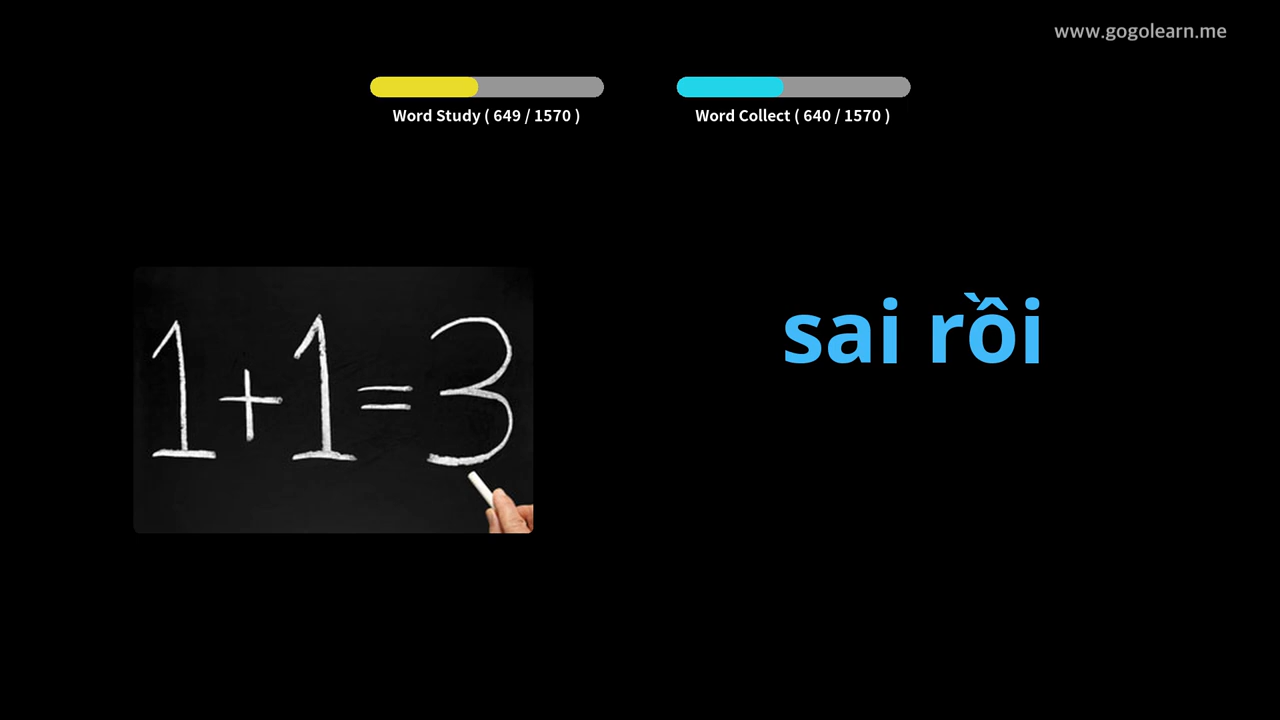 www.gogolearn.me
Word Study ( 649 / 1570 )
Word Collect ( 640 / 1570 )
1+1=3
sai rồi